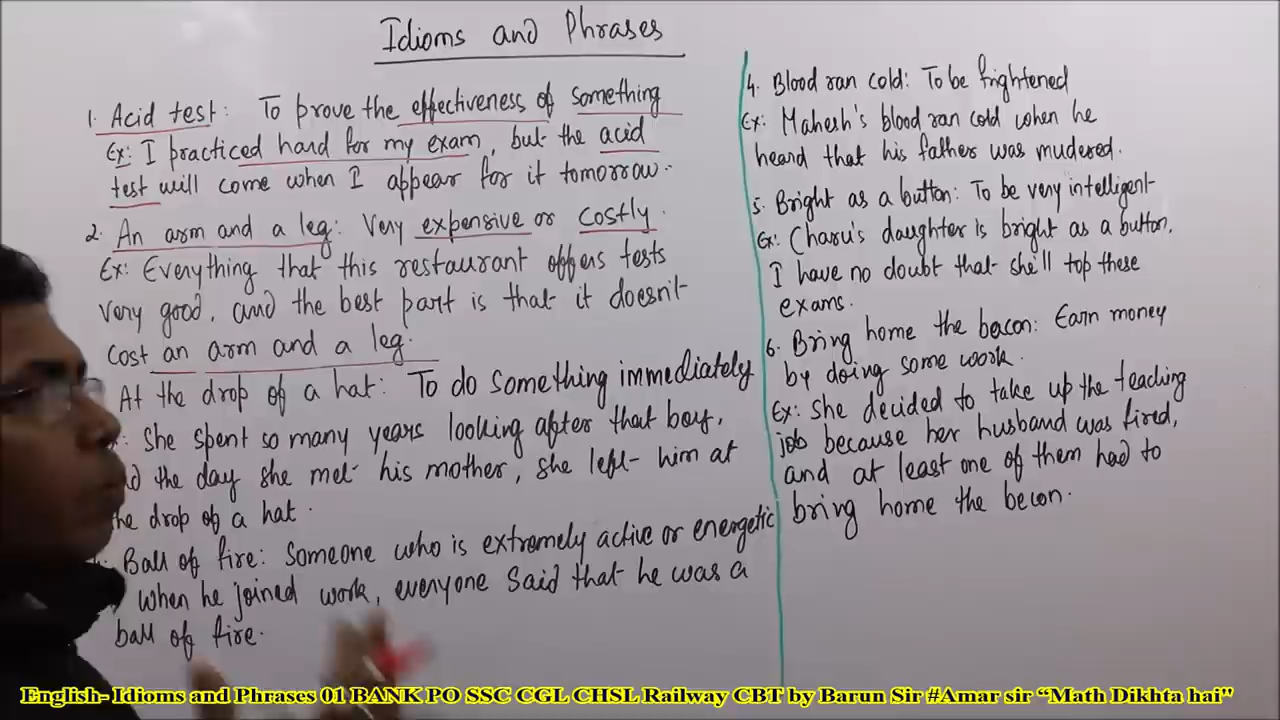 Idioms and Phrases
1. Acid test: To prove the effectiveness of something
Ex: I practiced hard for my exam, but the acid
test will come when I appear for it tomorrow.
2. An arm and a leg: Very expensive or costly.
Ex: Everything that this restaurant offers tests
very good, and the best part is that it doesn't
cost an arm and a leg.
At the drop of a hat: To do something immediately
: She spent so many years looking after that boy,
the day she met his mother, she left him at
the drop of a hat.
Ball of fire: Someone who is extremely active or energetic
When he joined work, everyone said that he was a
ball of fire.
4. Blood ran cold: To be frightened
Ex: Mahesh's blood ran cold when he
heard that his father was mudered.
5. Bright as a button: To be very intelligent
Ex: Charu's daughter is bright as a button,
I have no doubt that she'll top these
exams.
6. Bring home the bacon: Earn money
by doing some work.
Ex: She decided to take up the teaching
job because her husband was fired,
and at least one of them had to
bring home the becon.
English- Idioms and Phrases 01 BANK PO SSC CGL CHSL Railway CBT by Barun Sir #Amar sir “Math Dikhta hai"